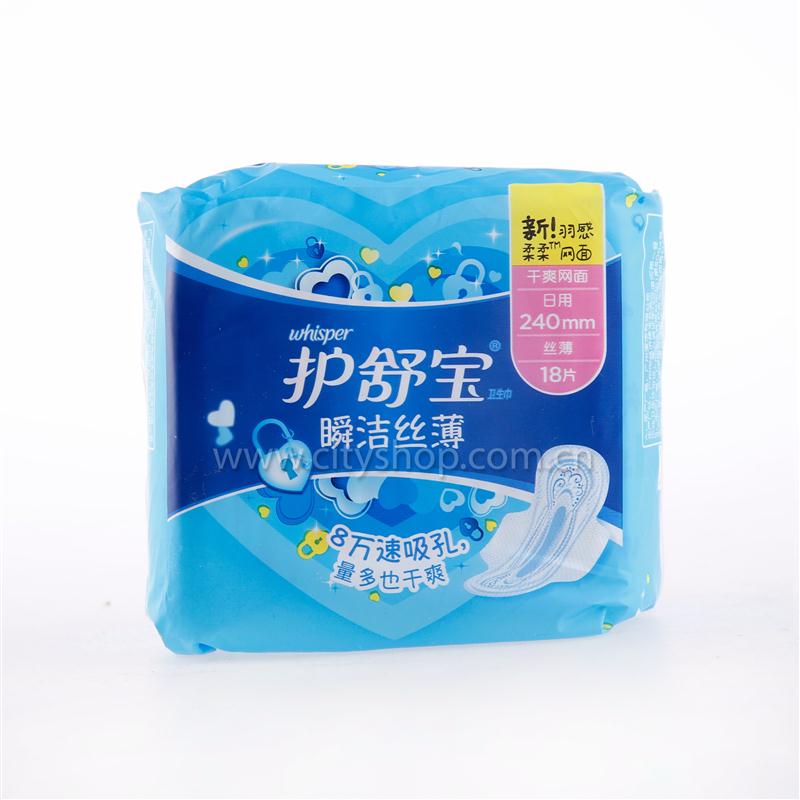 新!羽感
柔柔™网面
干爽网面
日用
240mm
丝薄
18片
whisper
护舒宝®
卫生巾
瞬洁丝薄
www.cityshop.com.cn
8万速吸孔,
量多也干爽